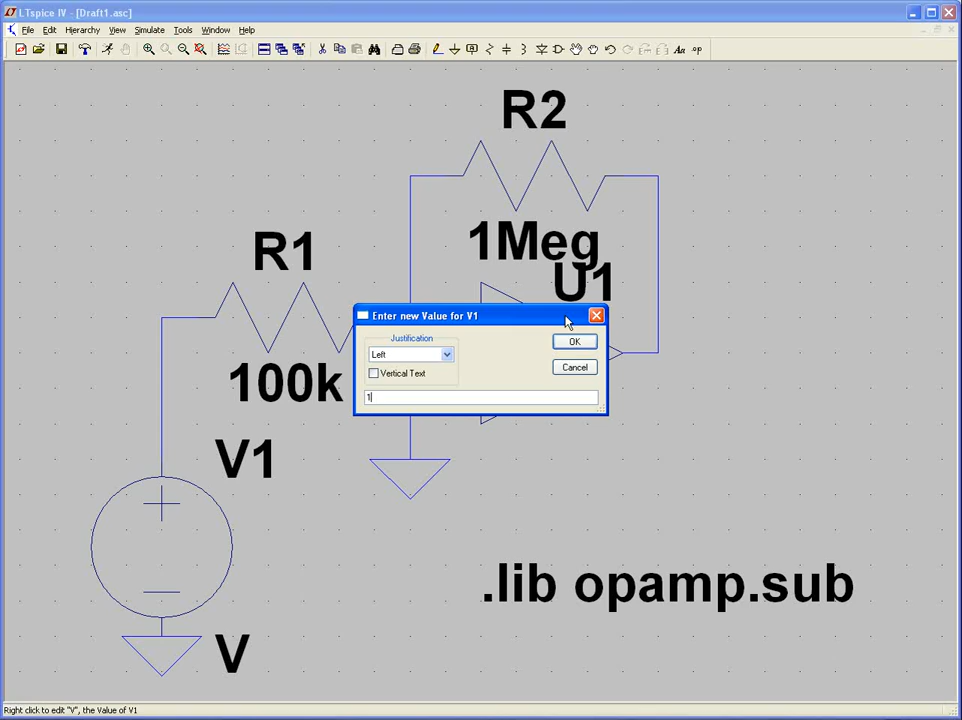 LTspice IV - [Draft1.asc]
File Edit Hierarchy View Simulate Tools Window Help
Aa .op
R2
R1
1Meg
U1
Enter new Value for V1
Justification
OK
Left
Cancel
Vertical Text
100k
1
V1
.lib opamp.sub
V
Right click to edit "V", the Value of V1